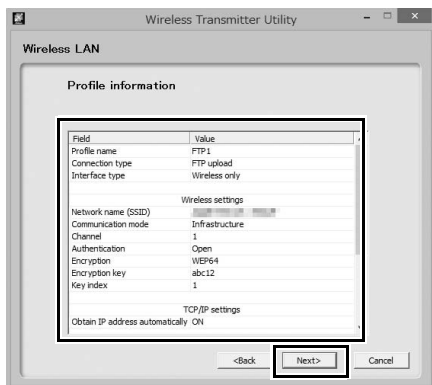 Wireless Transmitter Utility
Wireless LAN
Profile information
Field Value
Profile name FTP1
Connection type FTP upload
Interface type Wireless only
Wireless settings
Network name (SSID)
Communication mode Infrastructure
Channel 1
Authentication Open
Encryption WEP64
Encryption key abc12
Key index 1
TCP/IP settings
Obtain IP address automatically ON
<Back Next> Cancel